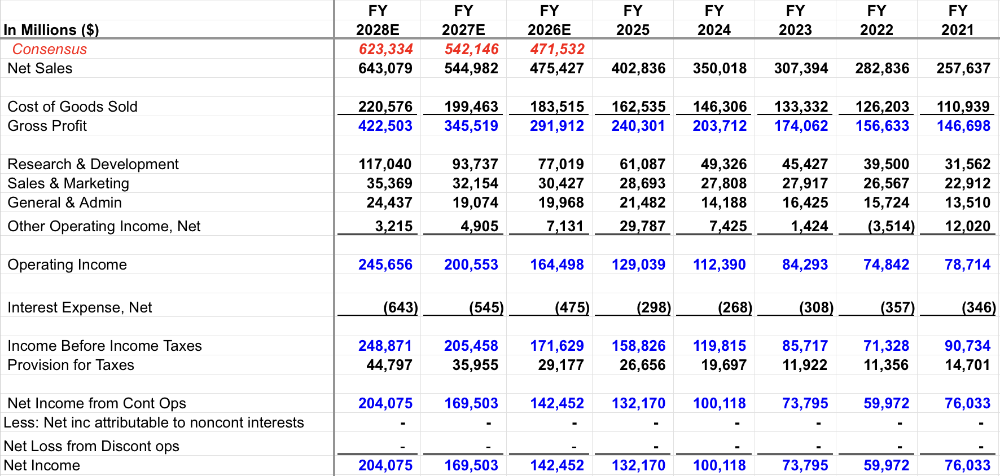 FY FY FY FY FY FY FY FY
In Millions ($) 2028E 2027E 2026E 2025 2024 2023 2022 2021
Consensus 623,334 542,146 471,532
Net Sales 643,079 544,982 475,427 402,836 350,018 307,394 282,836 257,637
Cost of Goods Sold 220,576 199,463 183,515 162,535 146,306 133,332 126,203 110,939
Gross Profit 422,503 345,519 291,912 240,301 203,712 174,062 156,633 146,698
Research & Development 117,040 93,737 77,019 61,087 49,326 45,427 39,500 31,562
Sales & Marketing 35,369 32,154 30,427 28,693 27,808 27,917 26,567 22,912
General & Admin 24,437 19,074 19,968 21,482 14,188 16,425 15,724 13,510
Other Operating Income, Net 3,215 4,905 7,131 29,787 7,425 1,424 (3,514) 12,020
Operating Income 245,656 200,553 164,498 129,039 112,390 84,293 74,842 78,714
Interest Expense, Net (643) (545) (475) (298) (268) (308) (357) (346)
Income Before Income Taxes 248,871 205,458 171,629 158,826 119,815 85,717 71,328 90,734
Provision for Taxes 44,797 35,955 29,177 26,656 19,697 11,922 11,356 14,701
Net Income from Cont Ops 204,075 169,503 142,452 132,170 100,118 73,795 59,972 76,033
Less: Net inc attributable to noncont interests - - - - - - - -
Net Loss from Discont ops - - - - - - - -
Net Income 204,075 169,503 142,452 132,170 100,118 73,795 59,972 76,033